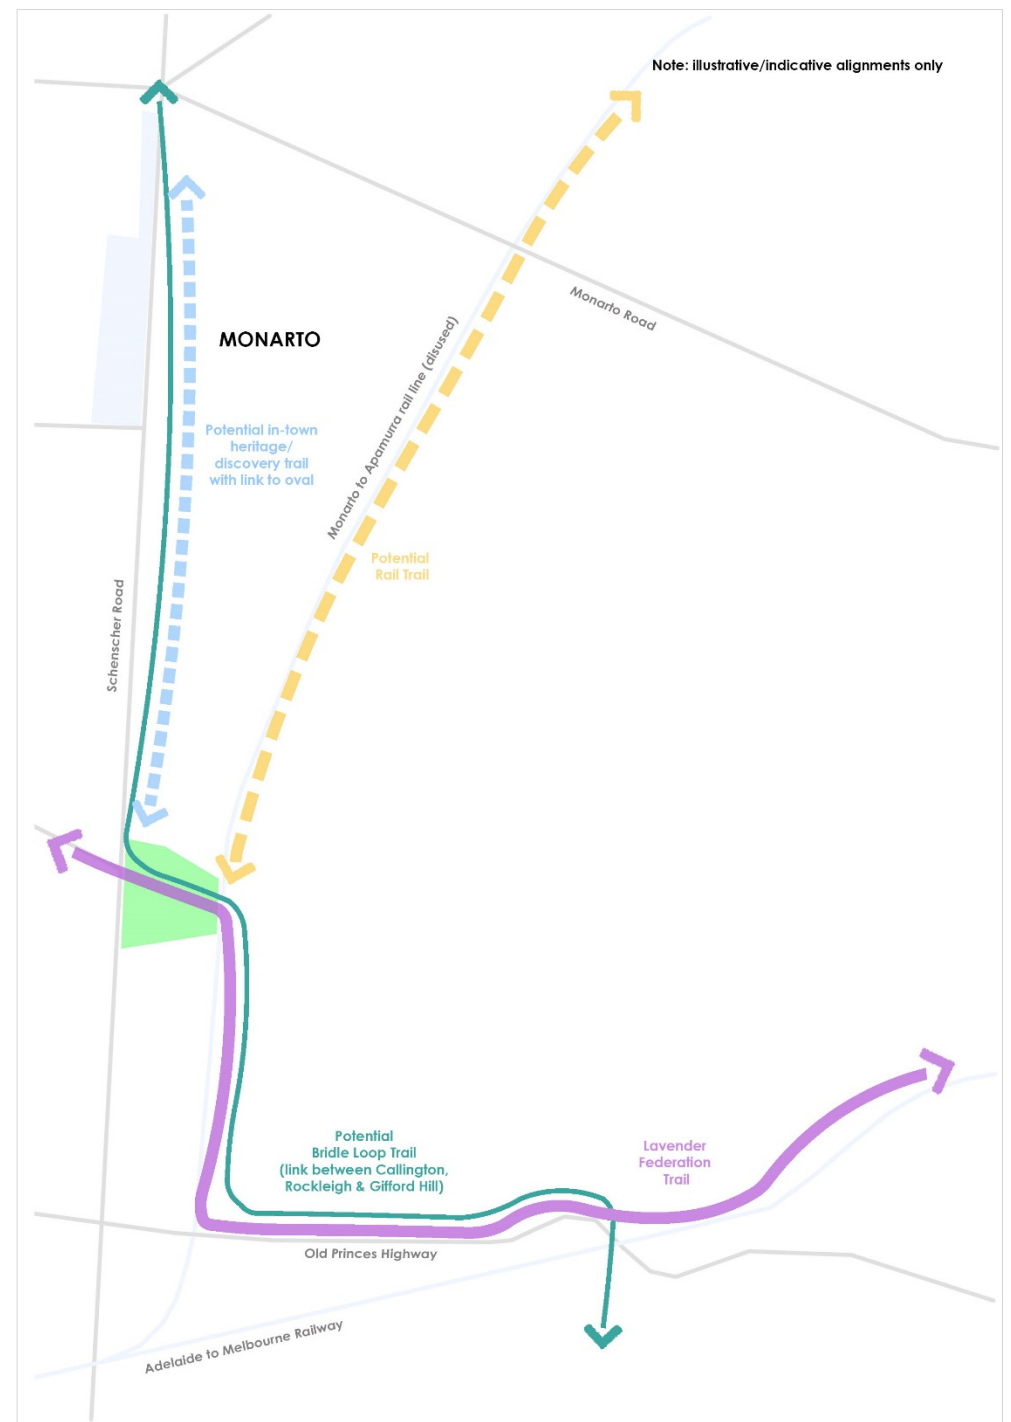 Note: illustrative/indicative alignments only
Monarto Road
MONARTO
Monarto to Apamurra rail line (disused)
Potential in-town
heritage/
discovery trail
with link to oval
Potential
Rail Trail
Schenscher Road
Potential
Bridle Loop Trail
(link between Callington,
Rockleigh & Gifford Hill)
Lavender
Federation
Trail
Old Princes Highway
Adelaide to Melbourne Railway